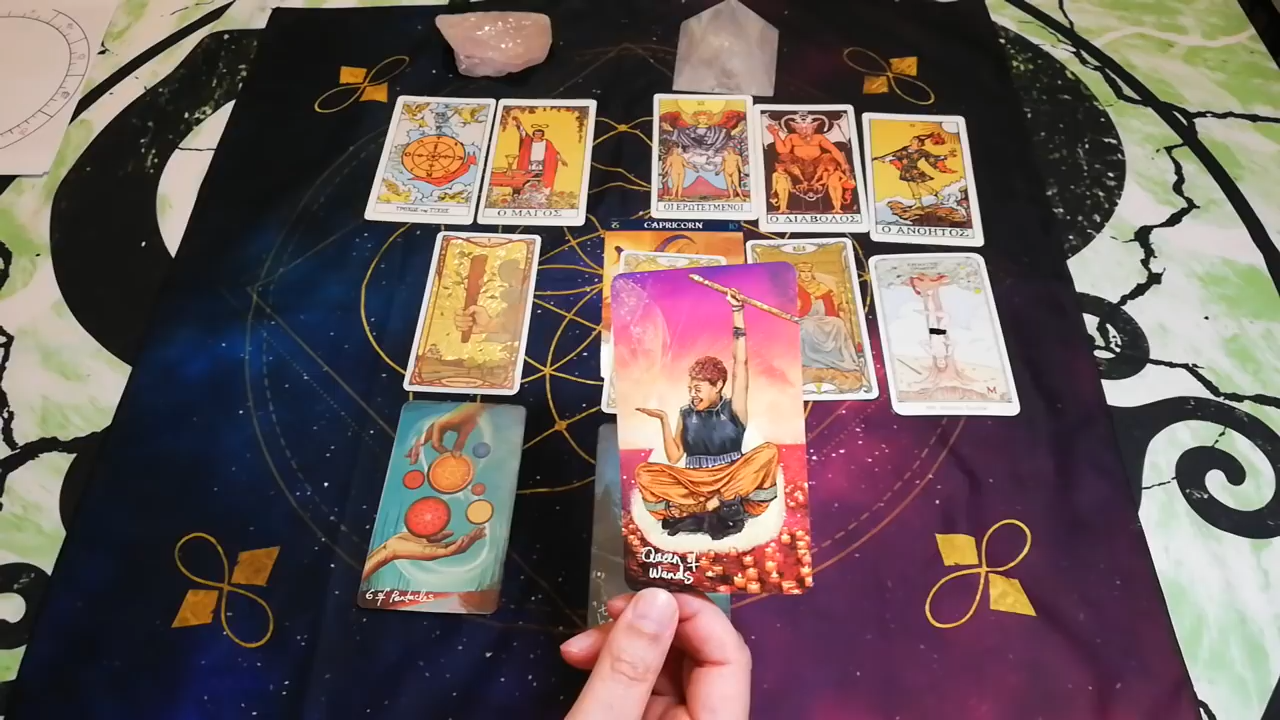 ΤΡΟΧΟΣ της ΤΥΧΗΣ
Ο ΜΑΓΟΣ
ΟΙ ΕΡΩΤΕΥΜΕΝΟΙ
Ο ΔΙΑΒΟΛΟΣ
Ο ΑΝΟΗΤΟΣ
CAPRICORN
Queen of
Wands
6 of Pentacles